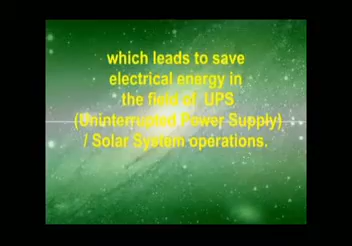 which leads to save
electrical energy in
the field of UPS
(Uninterrupted Power Supply)
/ Solar System operations.